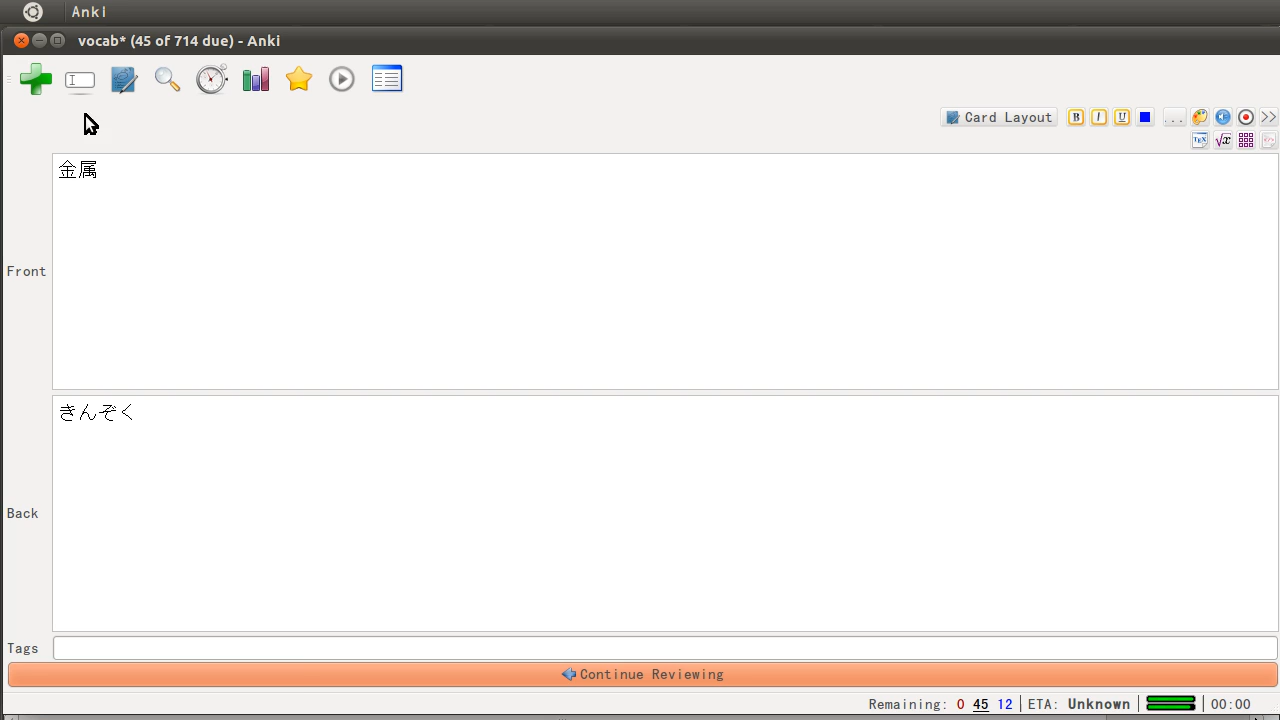 Anki
vocab* (45 of 714 due) - Anki
Card Layout B I U ... >>
TEX √x
Front
金属
Back
きんぞく
Tags
Continue Reviewing
Remaining: 0 45 12 ETA: Unknown 00:00